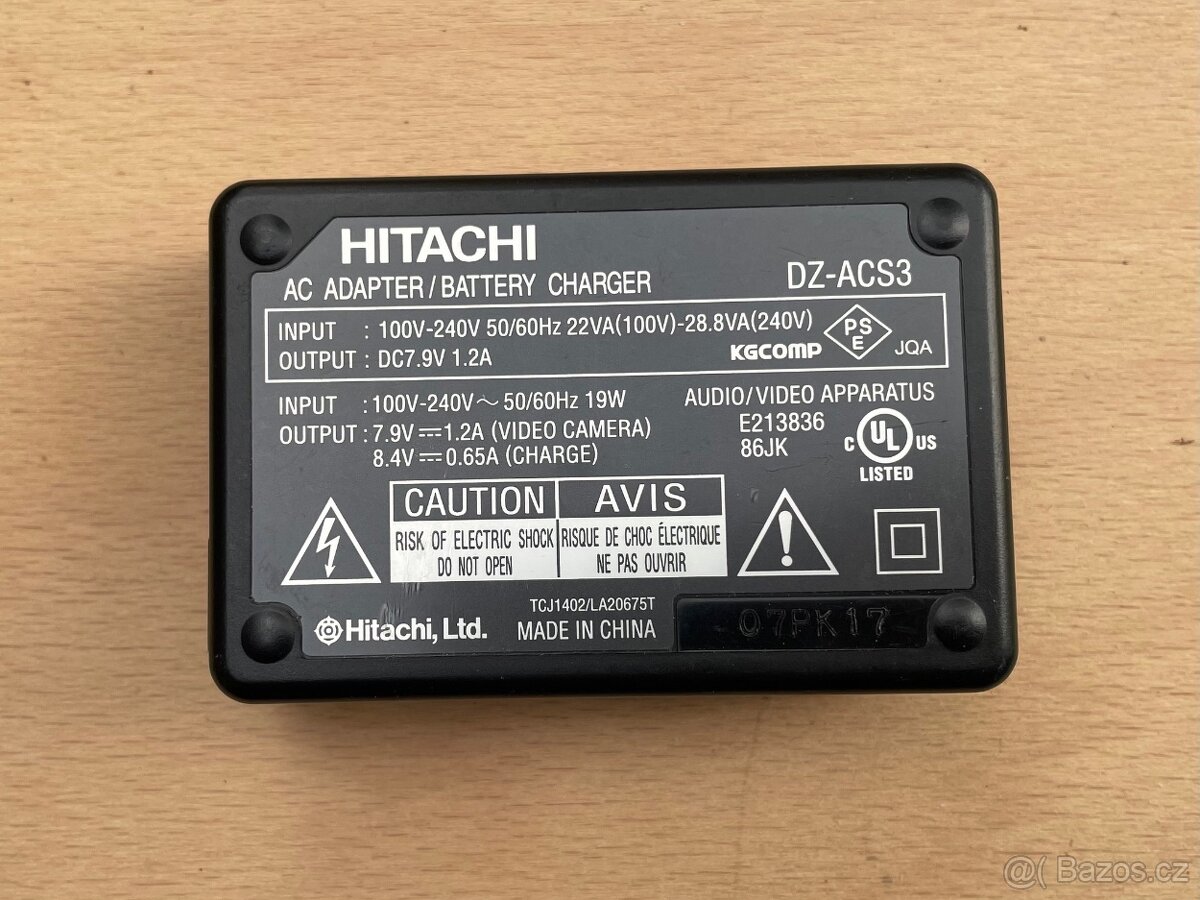 HITACHI
AC ADAPTER/BATTERY CHARGER DZ-ACS3
INPUT : 100V-240V 50/60Hz 22VA(100V)-28.8VA(240V)
OUTPUT : DC7.9V 1.2A
KGCOMP
PS
E
JQA
INPUT : 100V-240V～ 50/60Hz 19W
OUTPUT : 7.9V⎓1.2A (VIDEO CAMERA)
8.4V⎓0.65A (CHARGE)
AUDIO/VIDEO APPARATUS
E213836
86JK
C UL US
LISTED
CAUTION
RISK OF ELECTRIC SHOCK
DO NOT OPEN
AVIS
RISQUE DE CHOC ÉLECTRIQUE
NE PAS OUVRIR
Hitachi, Ltd.
TCJ1402/LA20675T
MADE IN CHINA
07PK17
@( Bazos.cz